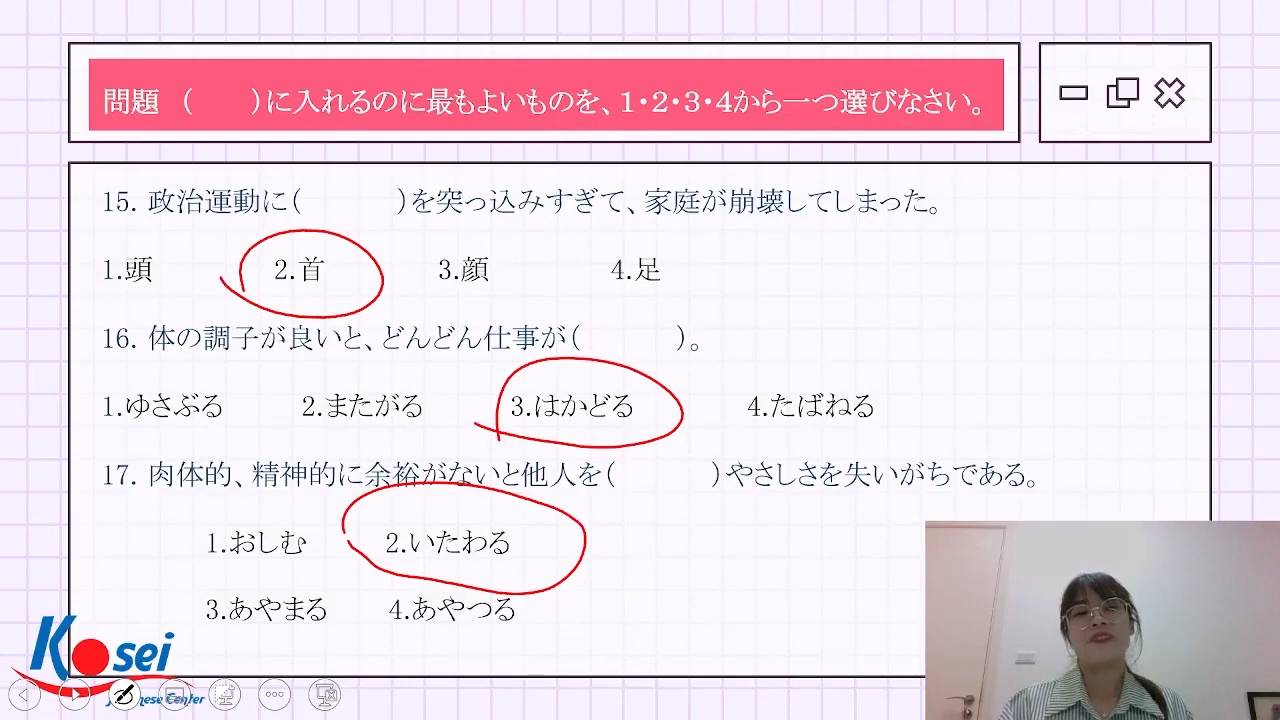 問題　（　　）に入れるのに最もよいものを、１・２・３・４から一つ選びなさい。
15. 政治運動に（　　　）を突っ込みすぎて、家庭が崩壊してしまった。
1.頭　2.首　3.顔　4.足
16. 体の調子が良いと、どんどん仕事が（　　　）。
1.ゆさぶる　2.またがる　3.はかどる　4.たばねる
17. 肉体的、精神的に余裕がないと他人を（　　　）やさしさを失いがちである。
1.おしむ　2.いたわる
3.あやまる　4.あやつる
Kosei
Center